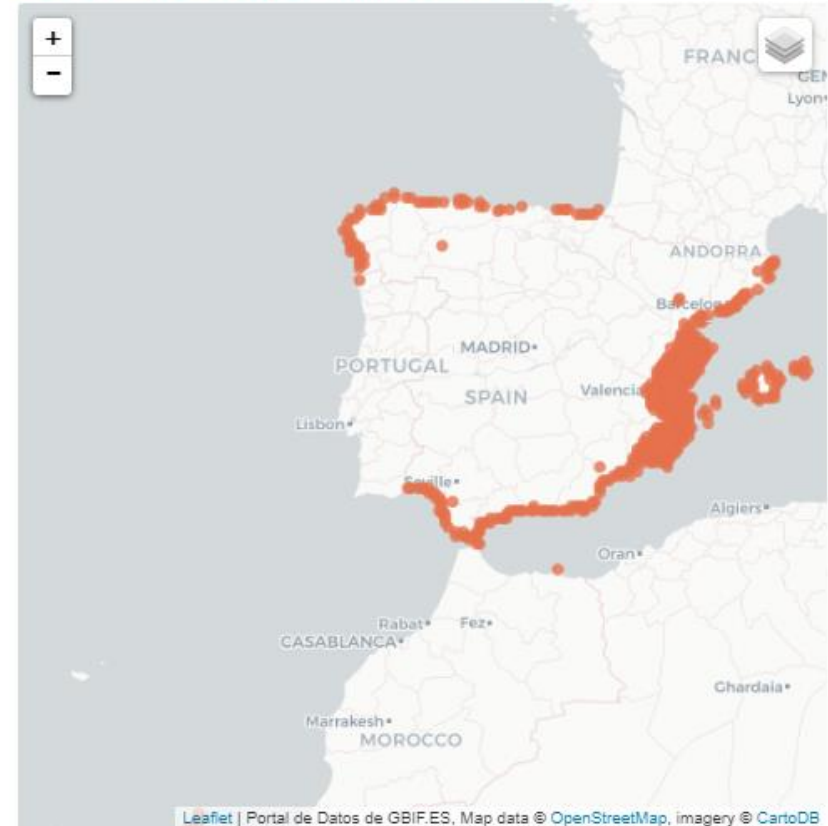 +
−
FRANC
GEN
Lyon
ANDORRA
Barcelon
MADRID
PORTUGAL
SPAIN
Valencia
Lisbon
Seville
Algiers
Oran
Rabat
Fez
CASABLANCA
Ghardaia
Marrakesh
MOROCCO
Leaflet | Portal de Datos de GBIF.ES, Map data © OpenStreetMap, imagery © CartoDB